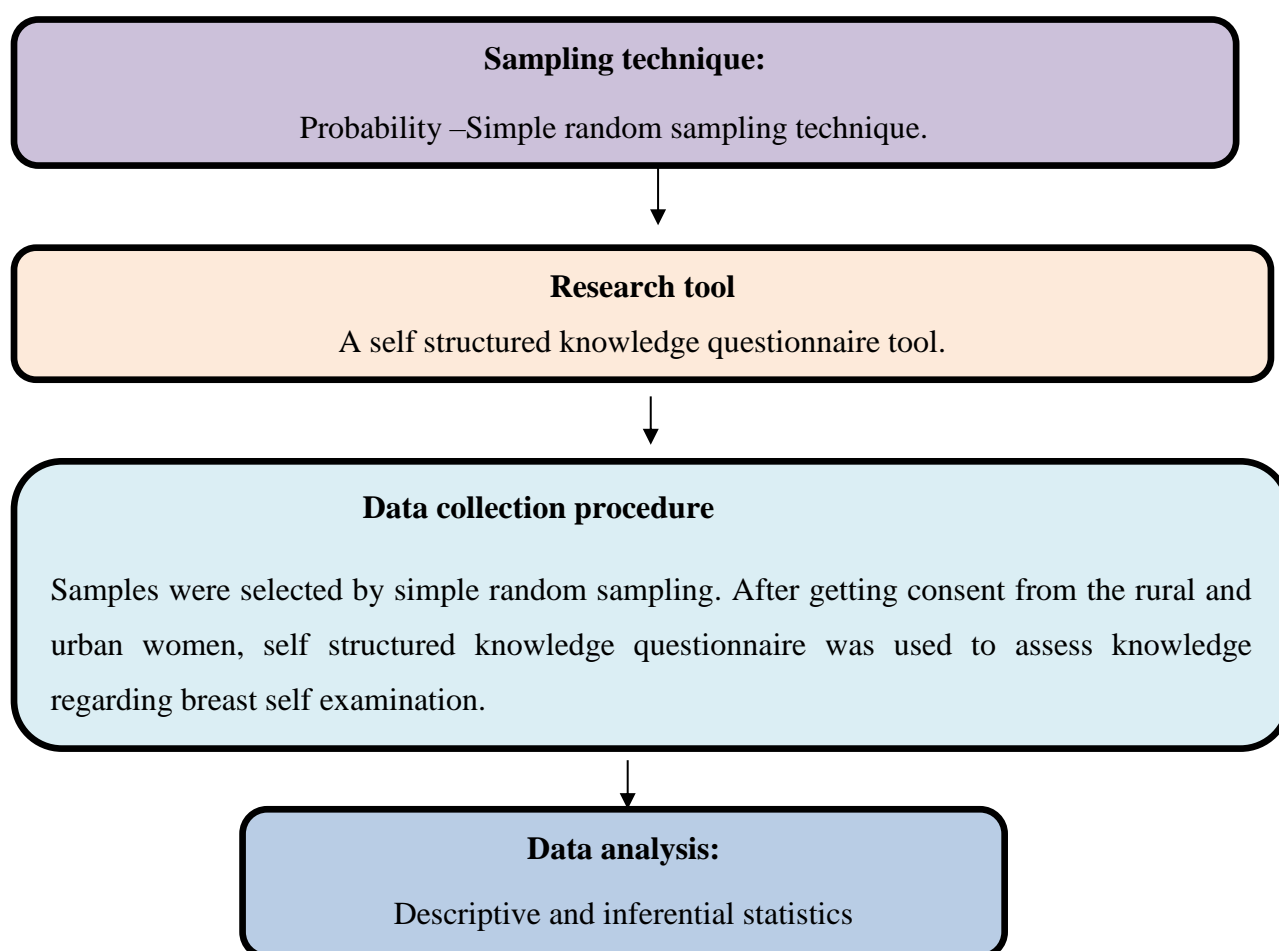 Sampling technique:
Probability –Simple random sampling technique.
Research tool
A self structured knowledge questionnaire tool.
Data collection procedure
Samples were selected by simple random sampling. After getting consent from the rural and
urban women, self structured knowledge questionnaire was used to assess knowledge
regarding breast self examination.
Data analysis:
Descriptive and inferential statistics